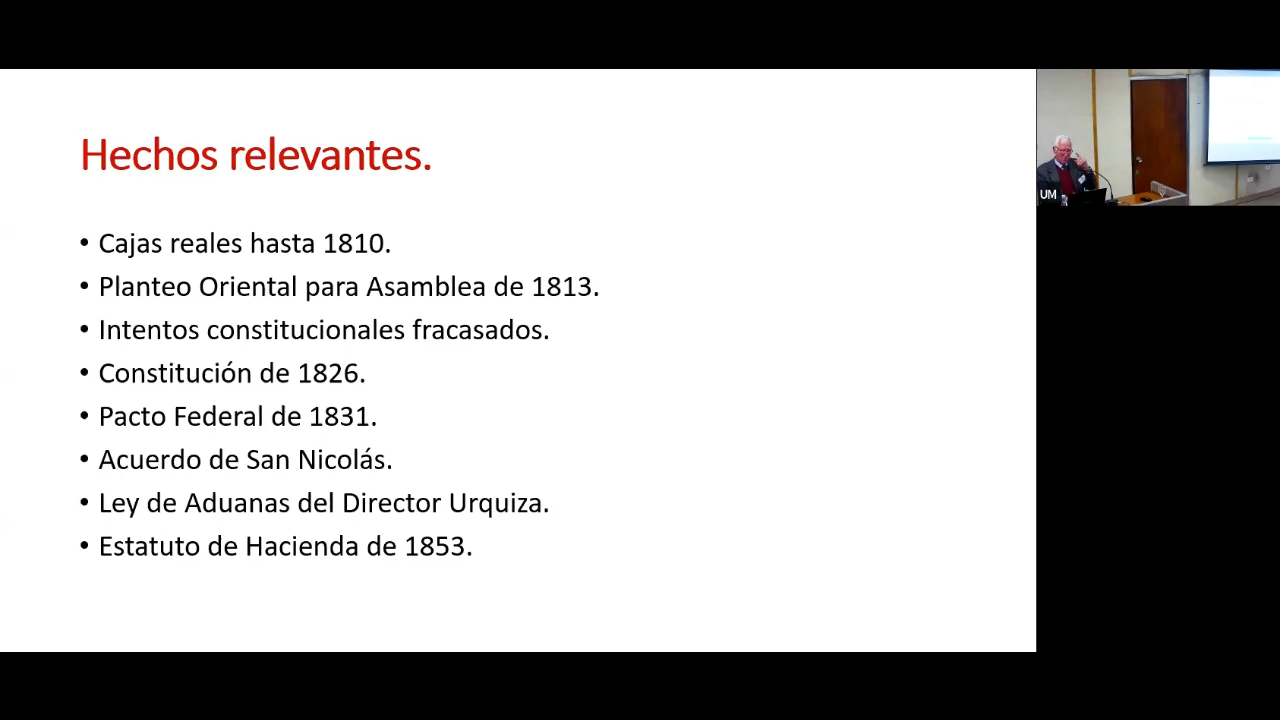 Hechos relevantes.
• Cajas reales hasta 1810.
• Planteo Oriental para Asamblea de 1813.
• Intentos constitucionales fracasados.
• Constitución de 1826.
• Pacto Federal de 1831.
• Acuerdo de San Nicolás.
• Ley de Aduanas del Director Urquiza.
• Estatuto de Hacienda de 1853.
UM